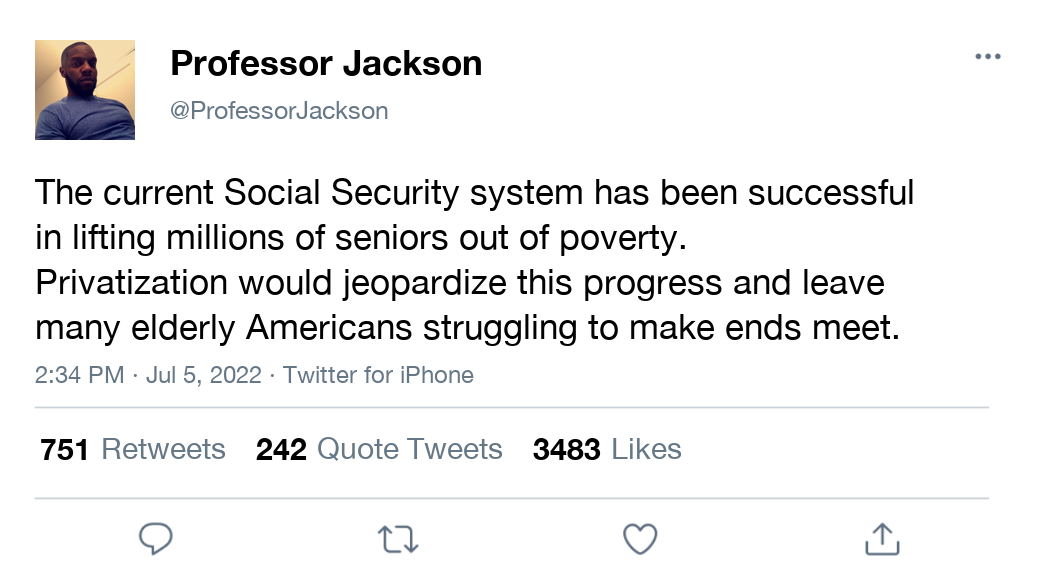 Professor Jackson
@ProfessorJackson
The current Social Security system has been successful
in lifting millions of seniors out of poverty.
Privatization would jeopardize this progress and leave
many elderly Americans struggling to make ends meet.
2:34 PM · Jul 5, 2022 · Twitter for iPhone
751 Retweets 242 Quote Tweets 3483 Likes